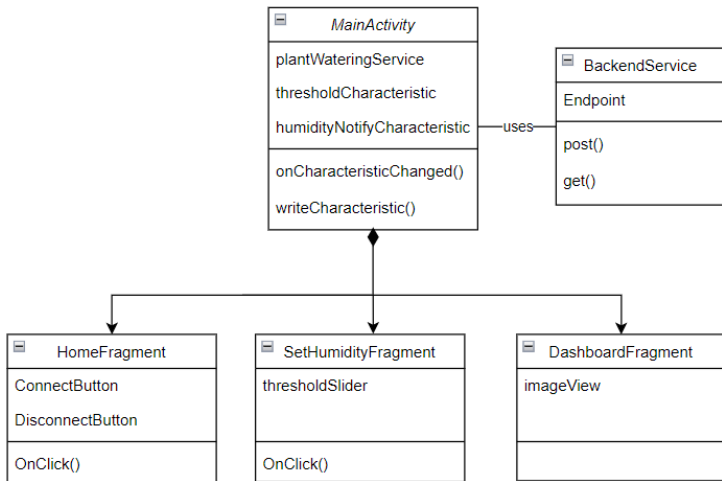 MainActivity
plantWateringService
thresholdCharacteristic
humidityNotifyCharacteristic
onCharacteristicChanged()
writeCharacteristic()
uses
BackendService
Endpoint
post()
get()
HomeFragment
ConnectButton
DisconnectButton
OnClick()
SetHumidityFragment
thresholdSlider
OnClick()
DashboardFragment
imageView